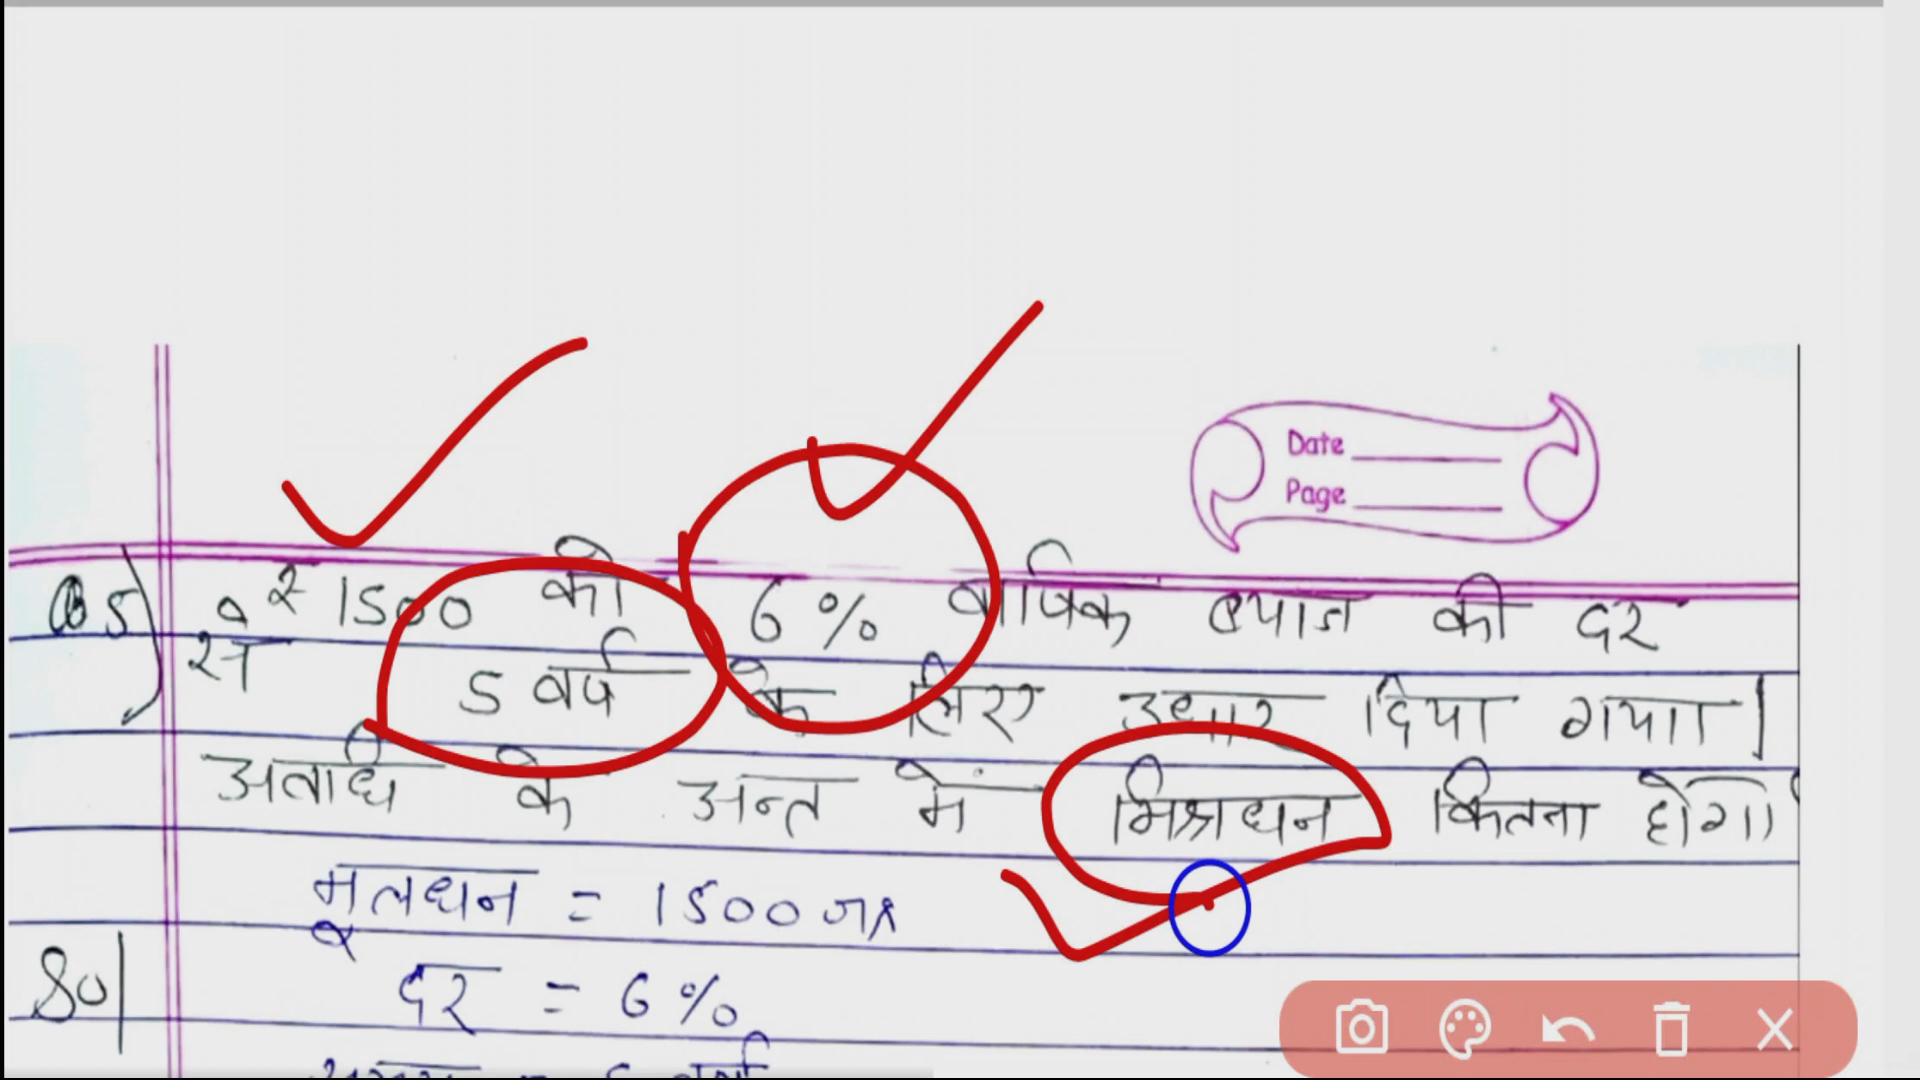 Date
Page
Q5) रु 1500 को 6% वार्षिक ब्याज की दर
से 5 वर्ष के लिए उधार दिया गया |
अवधि के अन्त में मिश्रधन कितना होगा
मूलधन = 1500
Sol
दर = 6%